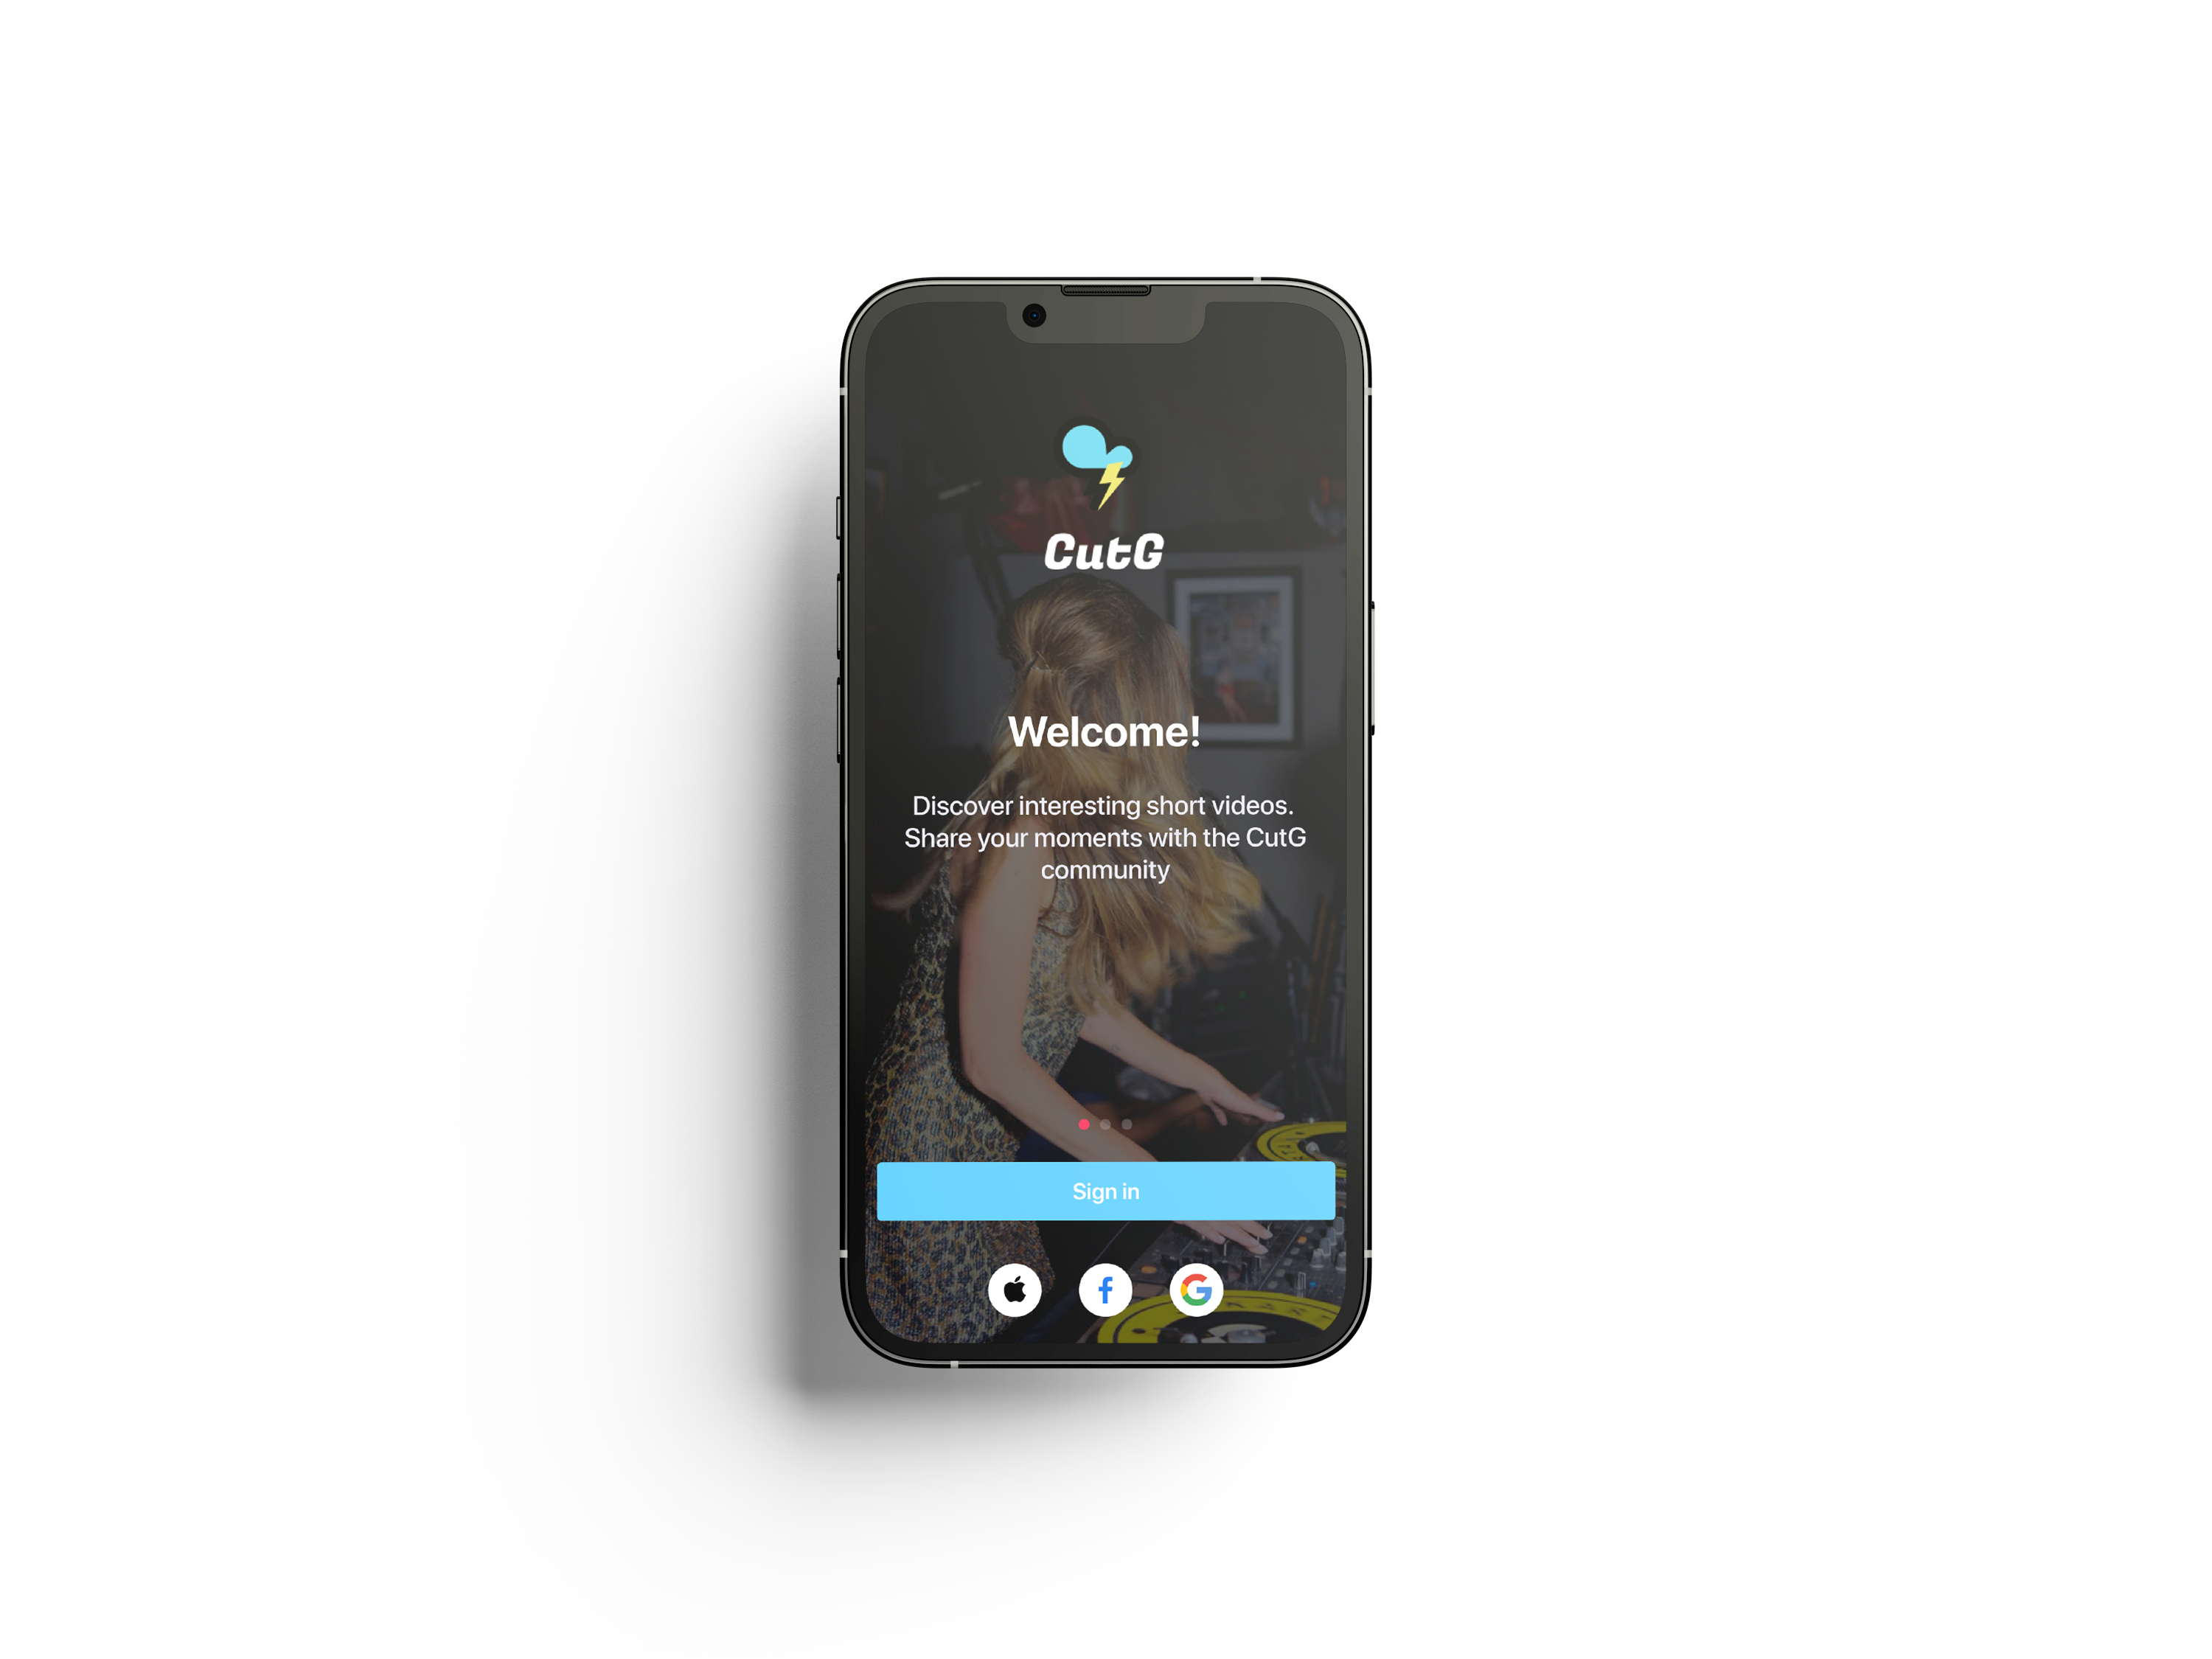 CutG
Welcome!
Discover interesting short videos.
Share your moments with the CutG
community
Sign in